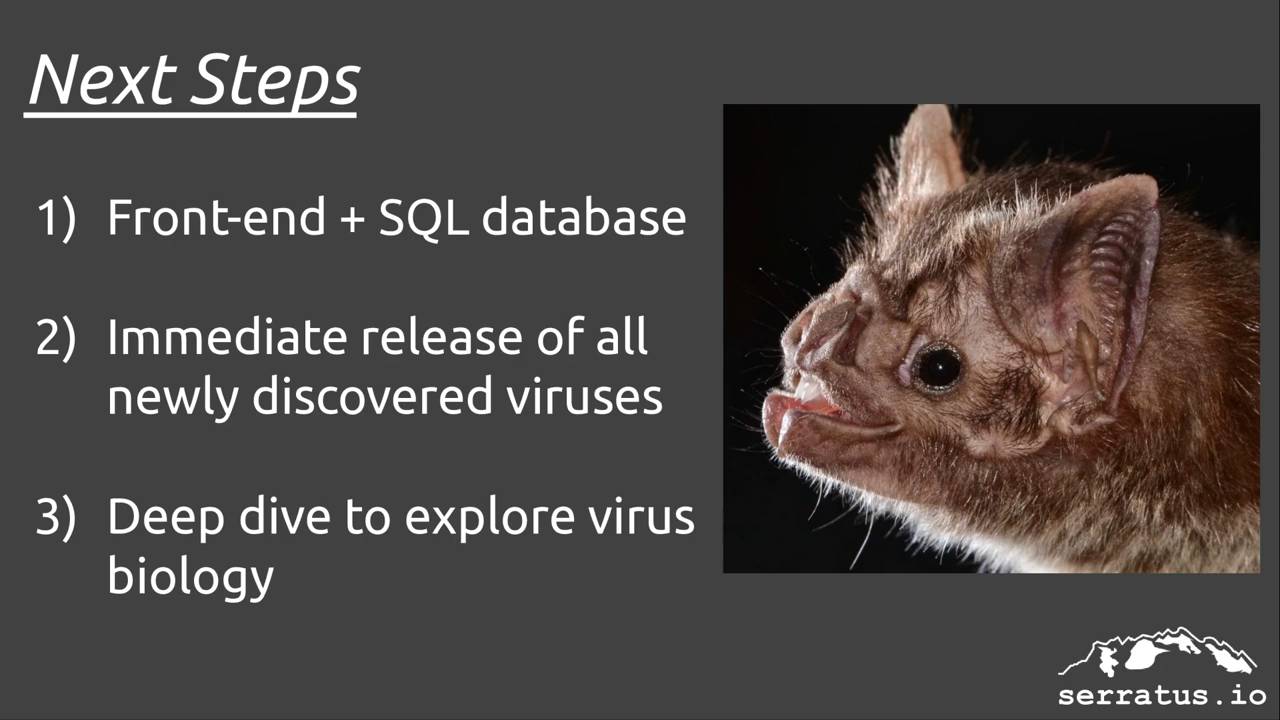 Next Steps
1) Front-end + SQL database
2) Immediate release of all
newly discovered viruses
3) Deep dive to explore virus
biology
serratus.io